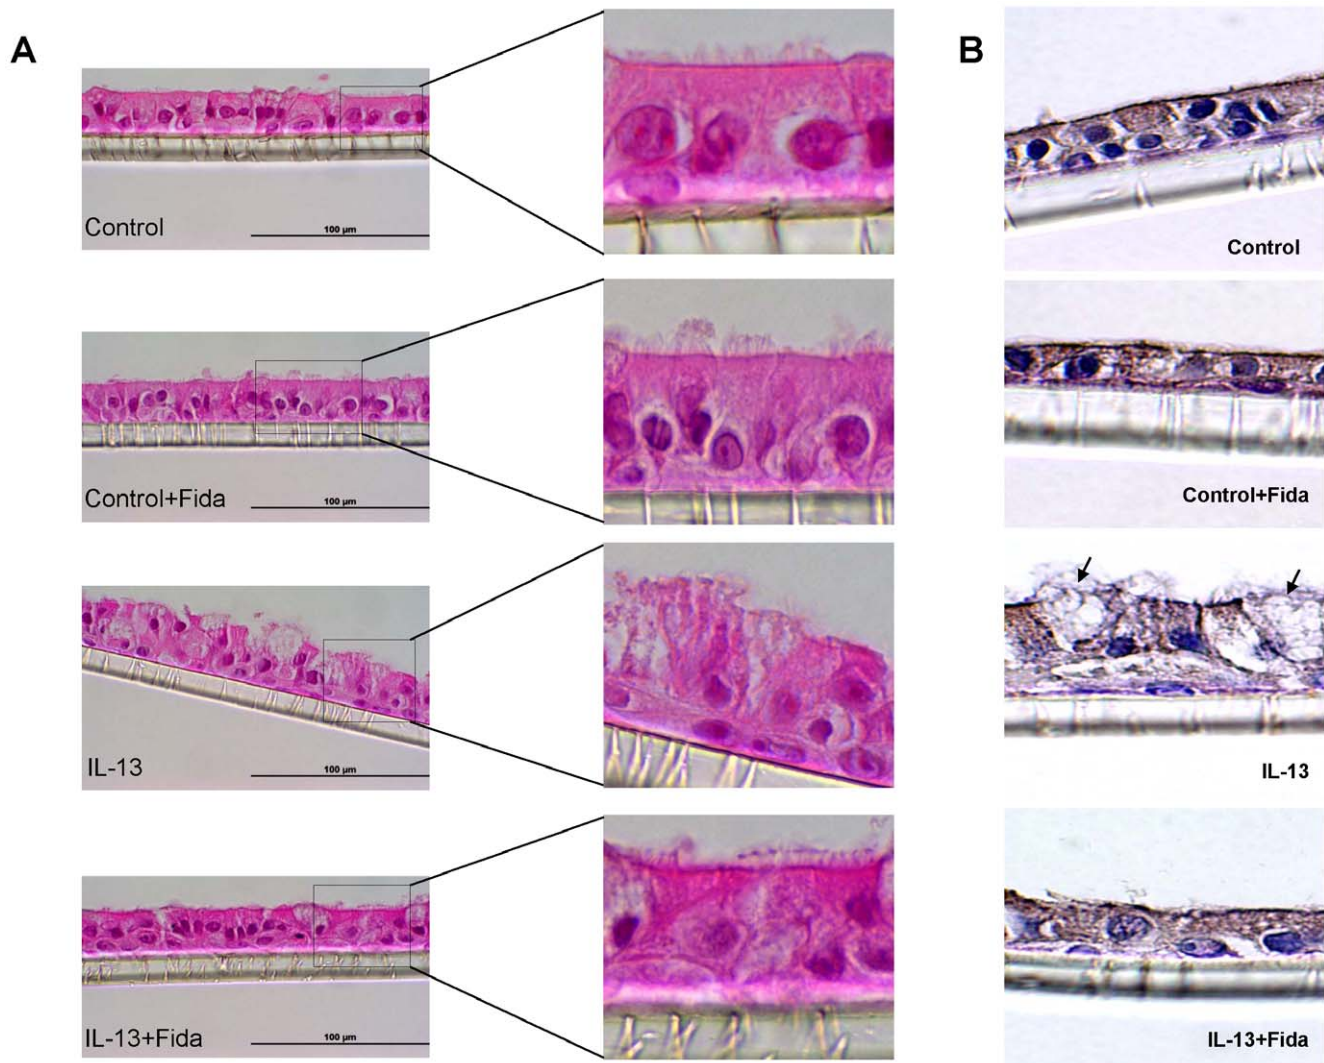 A
Control
100 µm
Control+Fida
100 µm
IL-13
100 µm
IL-13+Fida
100 µm
B
Control
Control+Fida
IL-13
IL-13+Fida